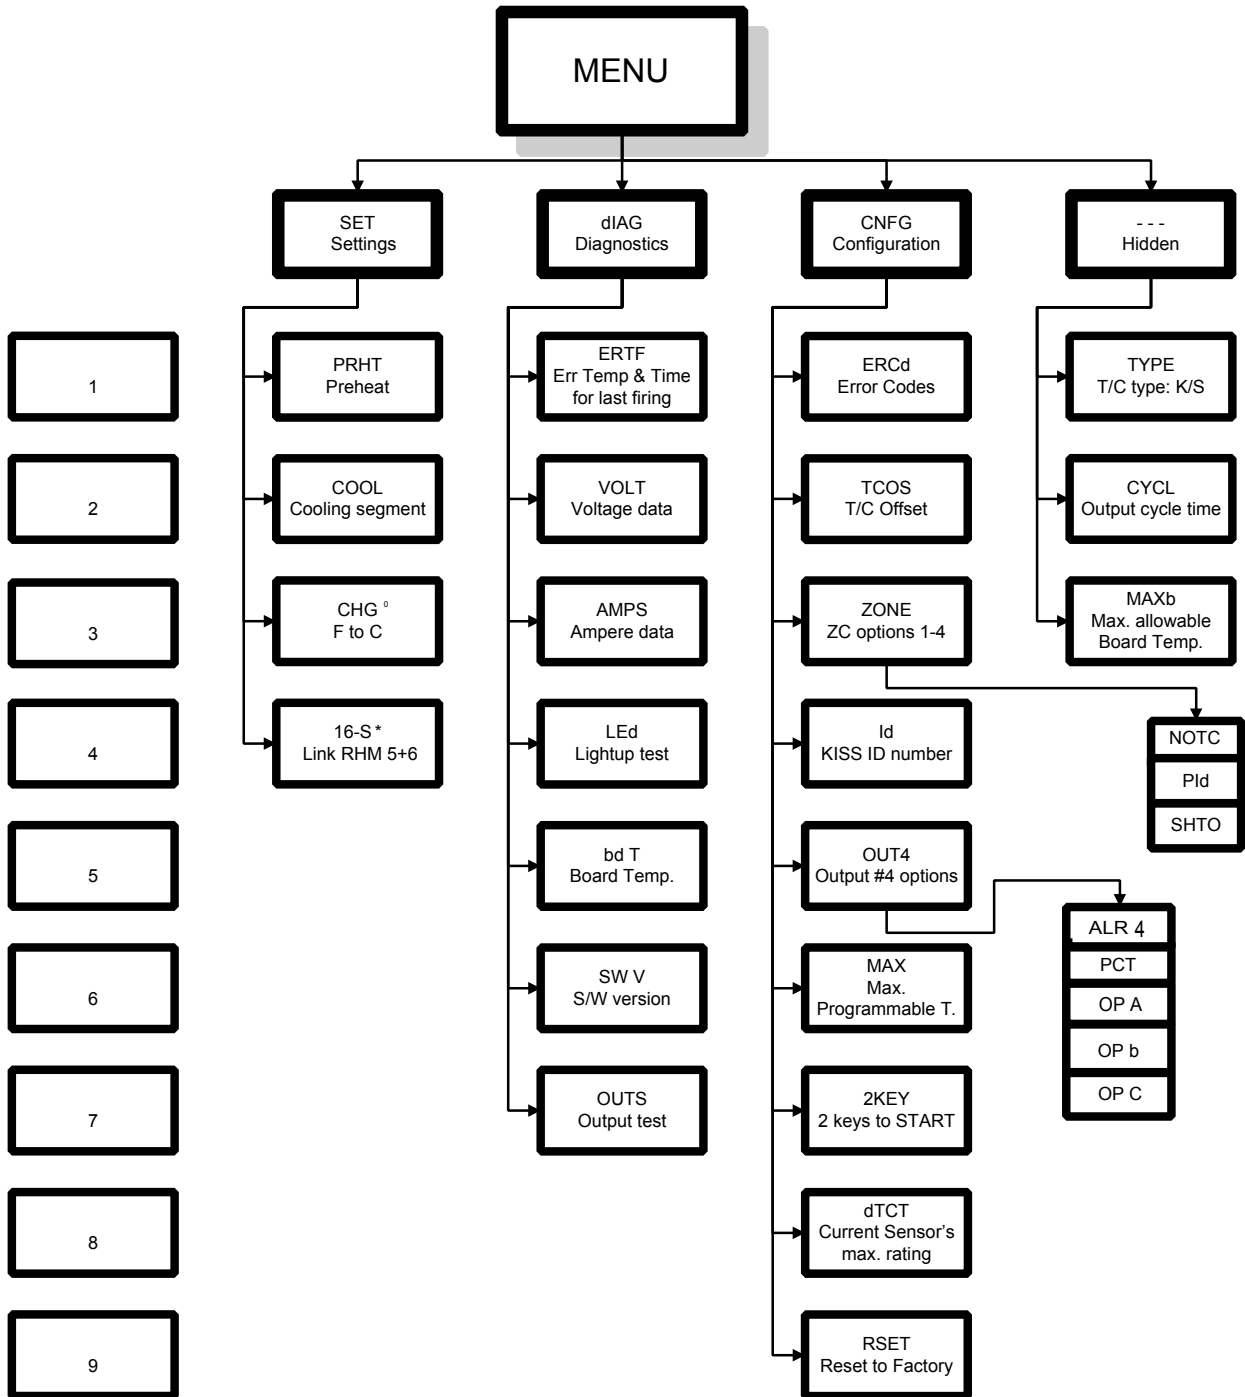 MENU
SET
Settings
dIAG
Diagnostics
CNFG
Configuration
- - -
Hidden
1
PRHT
Preheat
ERTF
Err Temp & Time
for last firing
ERCd
Error Codes
TYPE
T/C type: K/S
2
COOL
Cooling segment
VOLT
Voltage data
TCOS
T/C Offset
CYCL
Output cycle time
3
CHG °
F to C
AMPS
Ampere data
ZONE
ZC options 1-4
MAXb
Max. allowable
Board Temp.
4
16-S *
Link RHM 5+6
LEd
Lightup test
Id
KISS ID number
NOTC
PId
SHTO
5
bd T
Board Temp.
OUT4
Output #4 options
ALR 4
PCT
OP A
OP b
OP C
6
SW V
S/W version
MAX
Max.
Programmable T.
7
OUTS
Output test
2KEY
2 keys to START
8
dTCT
Current Sensor's
max. rating
9
RSET
Reset to Factory